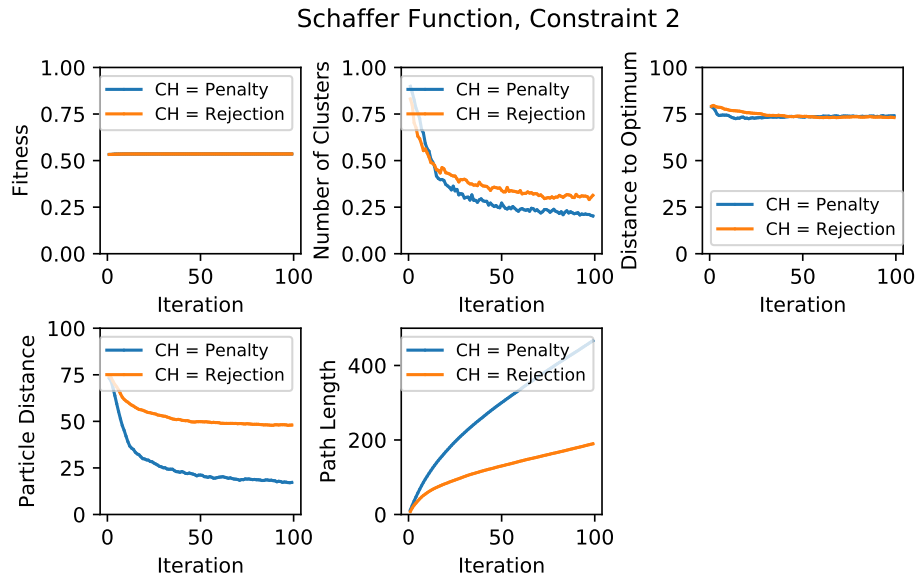 Schaffer Function, Constraint 2
Fitness
1.00
0.75
0.50
0.25
0.00
CH = Penalty
CH = Rejection
0 50 100
Iteration
Number of Clusters
1.00
0.75
0.50
0.25
0.00
CH = Penalty
CH = Rejection
0 50 100
Iteration
Distance to Optimum
100
75
50
25
0
CH = Penalty
CH = Rejection
0 50 100
Iteration
Particle Distance
100
75
50
25
0
CH = Penalty
CH = Rejection
0 50 100
Iteration
Path Length
400
200
0
CH = Penalty
CH = Rejection
0 50 100
Iteration